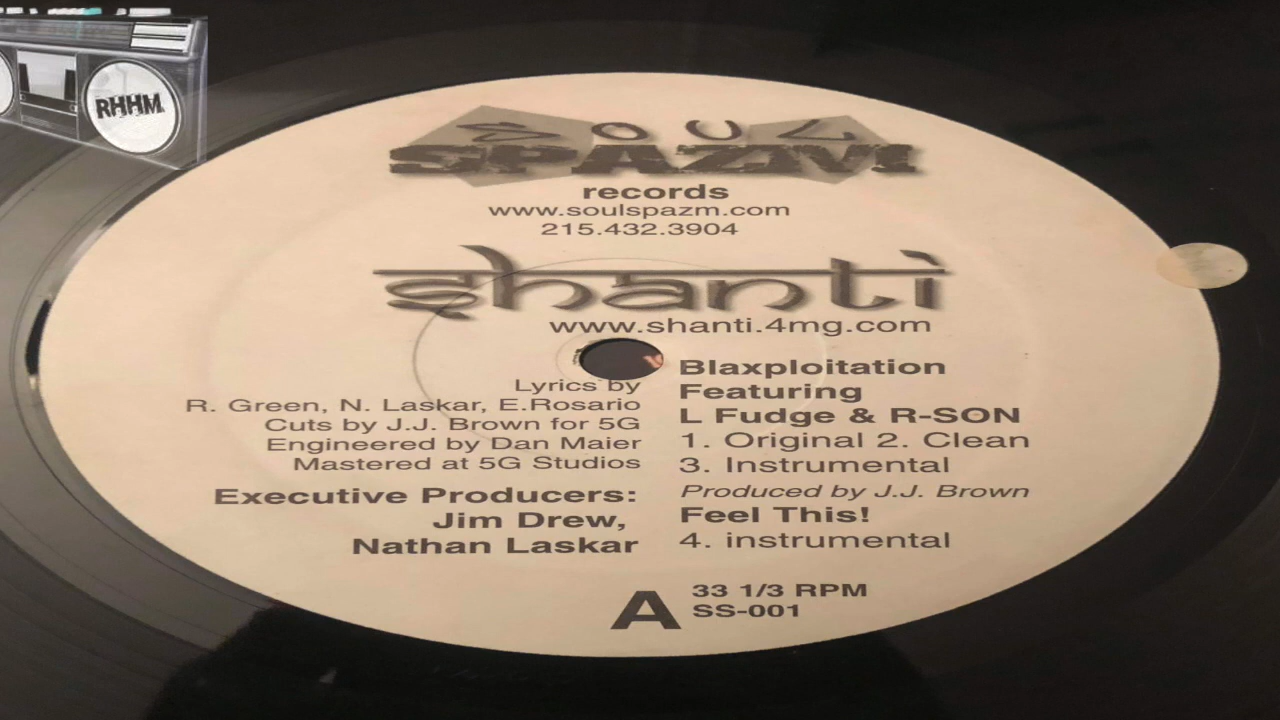 RHHM
SOUL
SPAZM
records
www.soulspazm.com
215.432.3904
shanti
www.shanti.4mg.com
Lyrics by
R. Green, N. Laskar, E.Rosario
Cuts by J.J. Brown for 5G
Engineered by Dan Maier
Mastered at 5G Studios
Executive Producers:
Jim Drew,
Nathan Laskar
Blaxploitation
Featuring
L Fudge & R-SON
1. Original 2. Clean
3. Instrumental
Produced by J.J. Brown
Feel This!
4. instrumental
A
33 1/3 RPM
SS-001